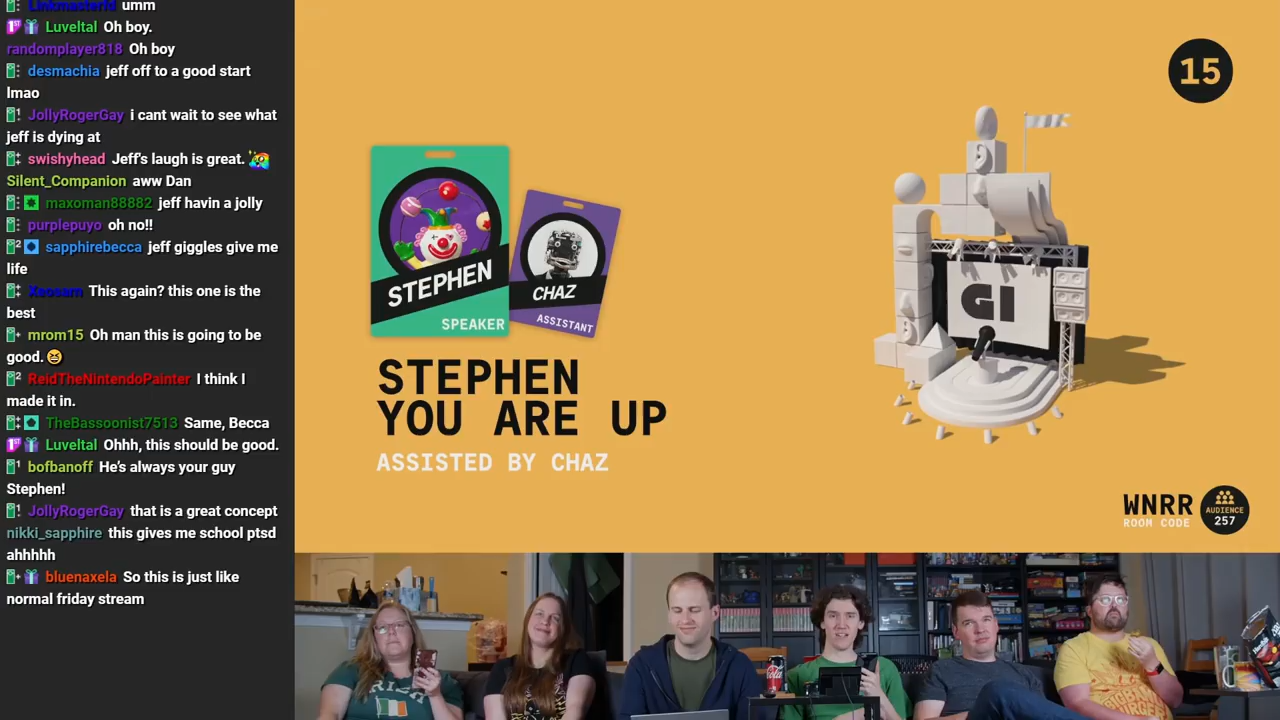 Linkmasterfd umm
Luveltal Oh boy.
randomplayer818 Oh boy
desmachia jeff off to a good start
lmao
JollyRogerGay i cant wait to see what
jeff is dying at
swishyhead Jeff's laugh is great.
Silent_Companion aww Dan
maxoman88882 jeff havin a jolly
purplepuyo oh no!!
sapphirebecca jeff giggles give me
life
Xeosam This again? this one is the
best
mrom15 Oh man this is going to be
good. 😆
ReidTheNintendoPainter I think I
made it in.
TheBassoonist7513 Same, Becca
Luveltal Ohhh, this should be good.
bofbanoff He's always your guy
Stephen!
JollyRogerGay that is a great concept
nikki_sapphire this gives me school ptsd
ahhhhh
bluenaxela So this is just like
normal friday stream
15
STEPHEN
SPEAKER
CHAZ
ASSISTANT
STEPHEN
YOU ARE UP
ASSISTED BY CHAZ
GI
WNRR
ROOM CODE
AUDIENCE
257